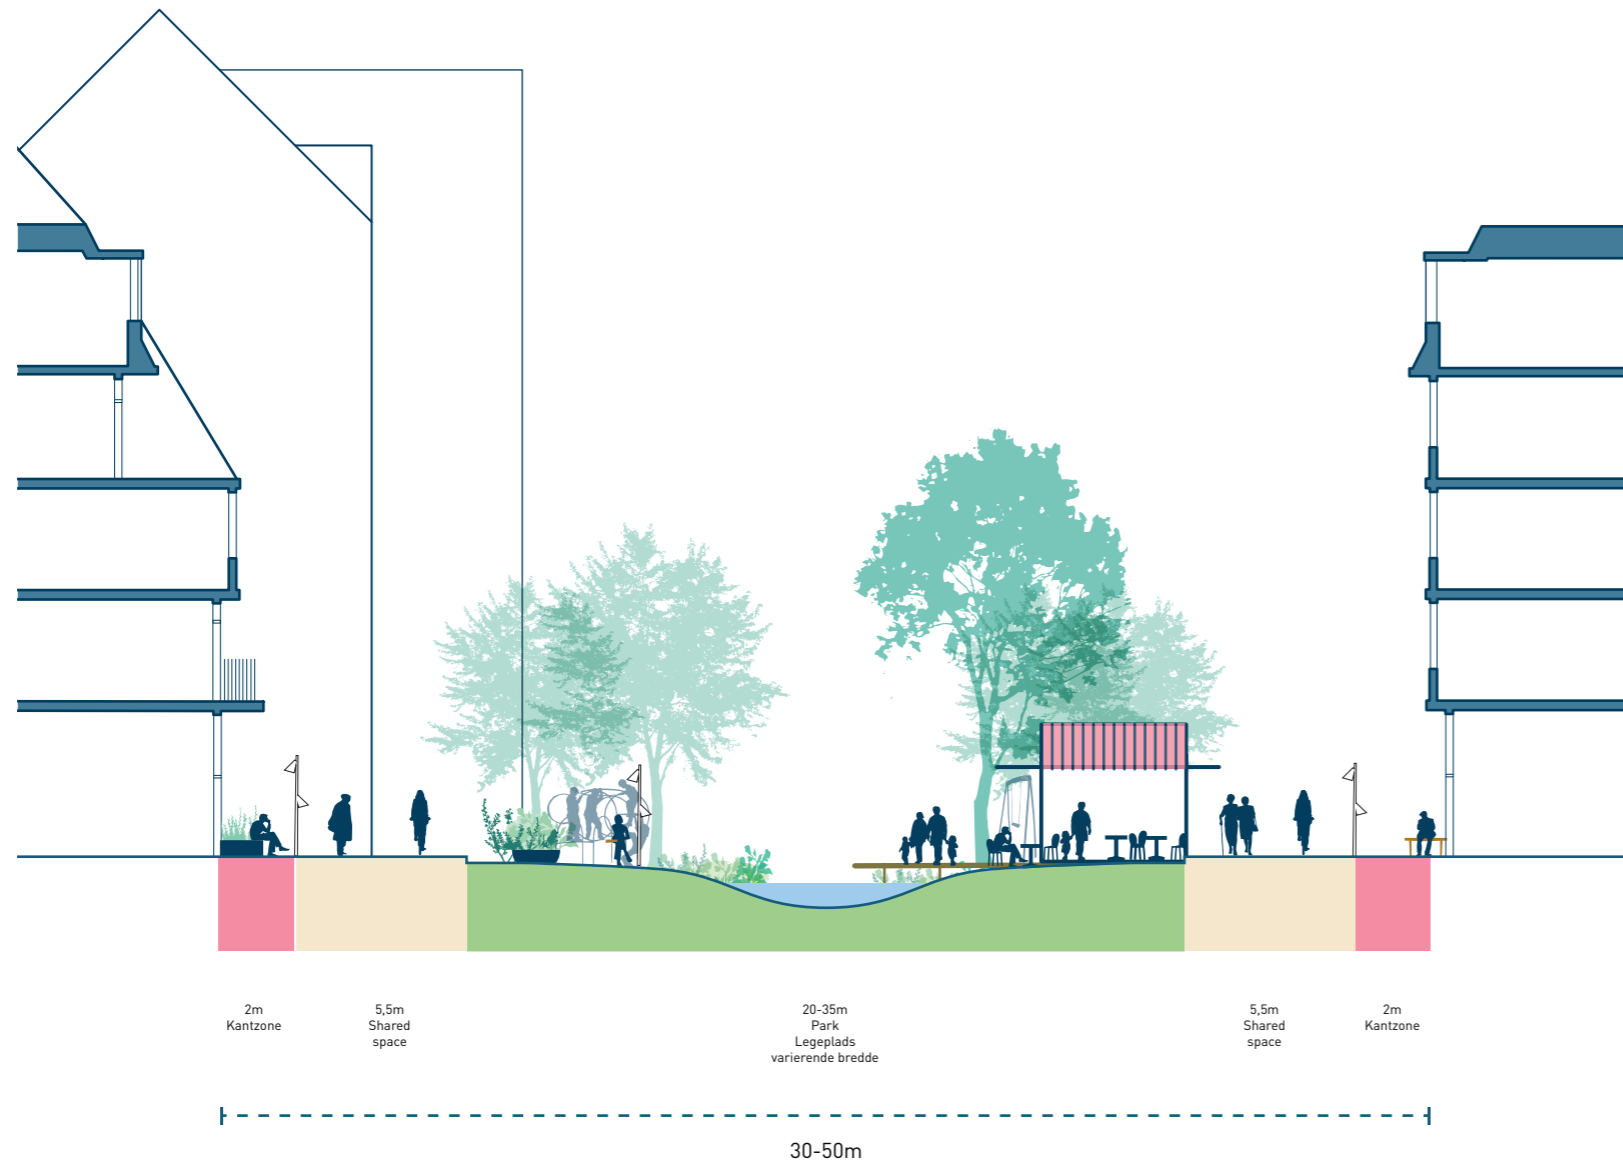 2m
Kantzone
5,5m
Shared
space
20-35m
Park
Legeplads
varierende bredde
5,5m
Shared
space
2m
Kantzone
30-50m